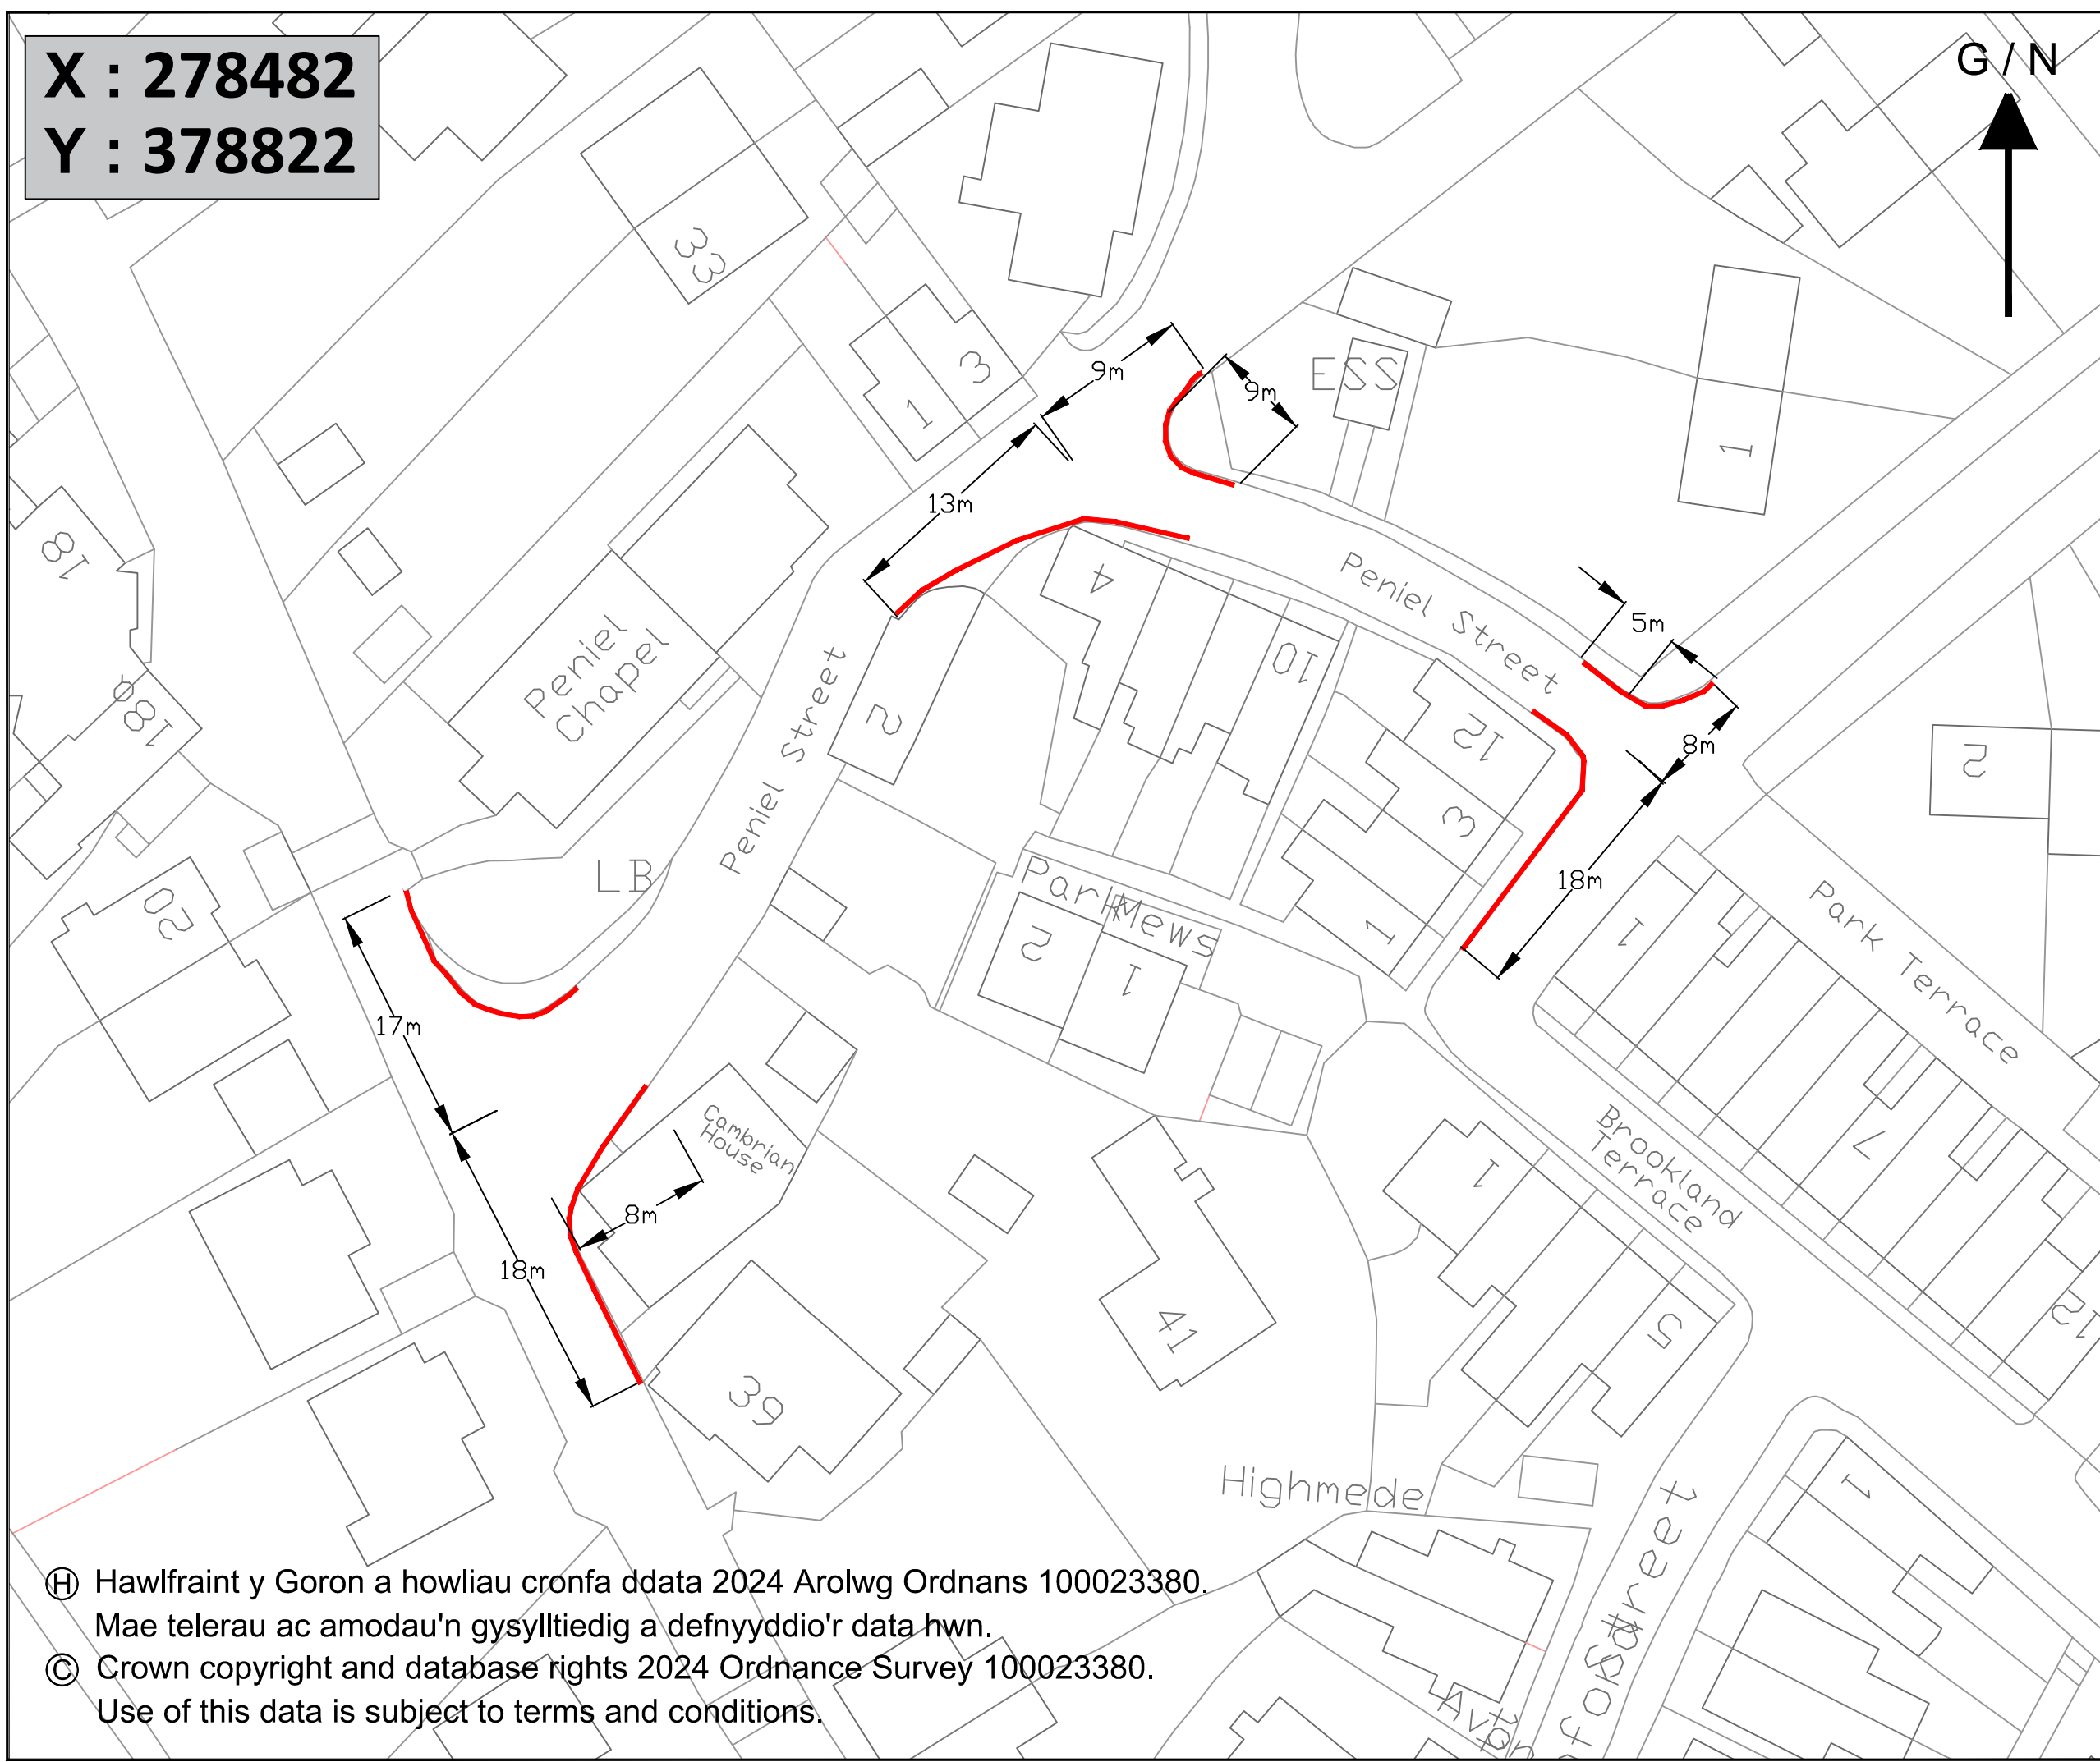 X : 278482
Y : 378822
G / N
33
1
3
ESS
1
9m
9m
13m
18
Peniel
Chapel
4
Peniel Street
10
5m
18a
Peniel Street
2
12
8m
2
LB
3
18m
20
Park Mews
2
1
1
1
Park Terrace
17m
Cambrian
House
8m
1
Brookland
Terrace
7
18m
41
5
12
39
Highmede
1
Street
Ⓗ Hawlfraint y Goron a howliau cronfa ddata 2024 Arolwg Ordnans 100023380.
Mae telerau ac amodau'n gysylltiedig a defnyyddio'r data hwn.
© Crown copyright and database rights 2024 Ordnance Survey 100023380.
Use of this data is subject to terms and conditions.